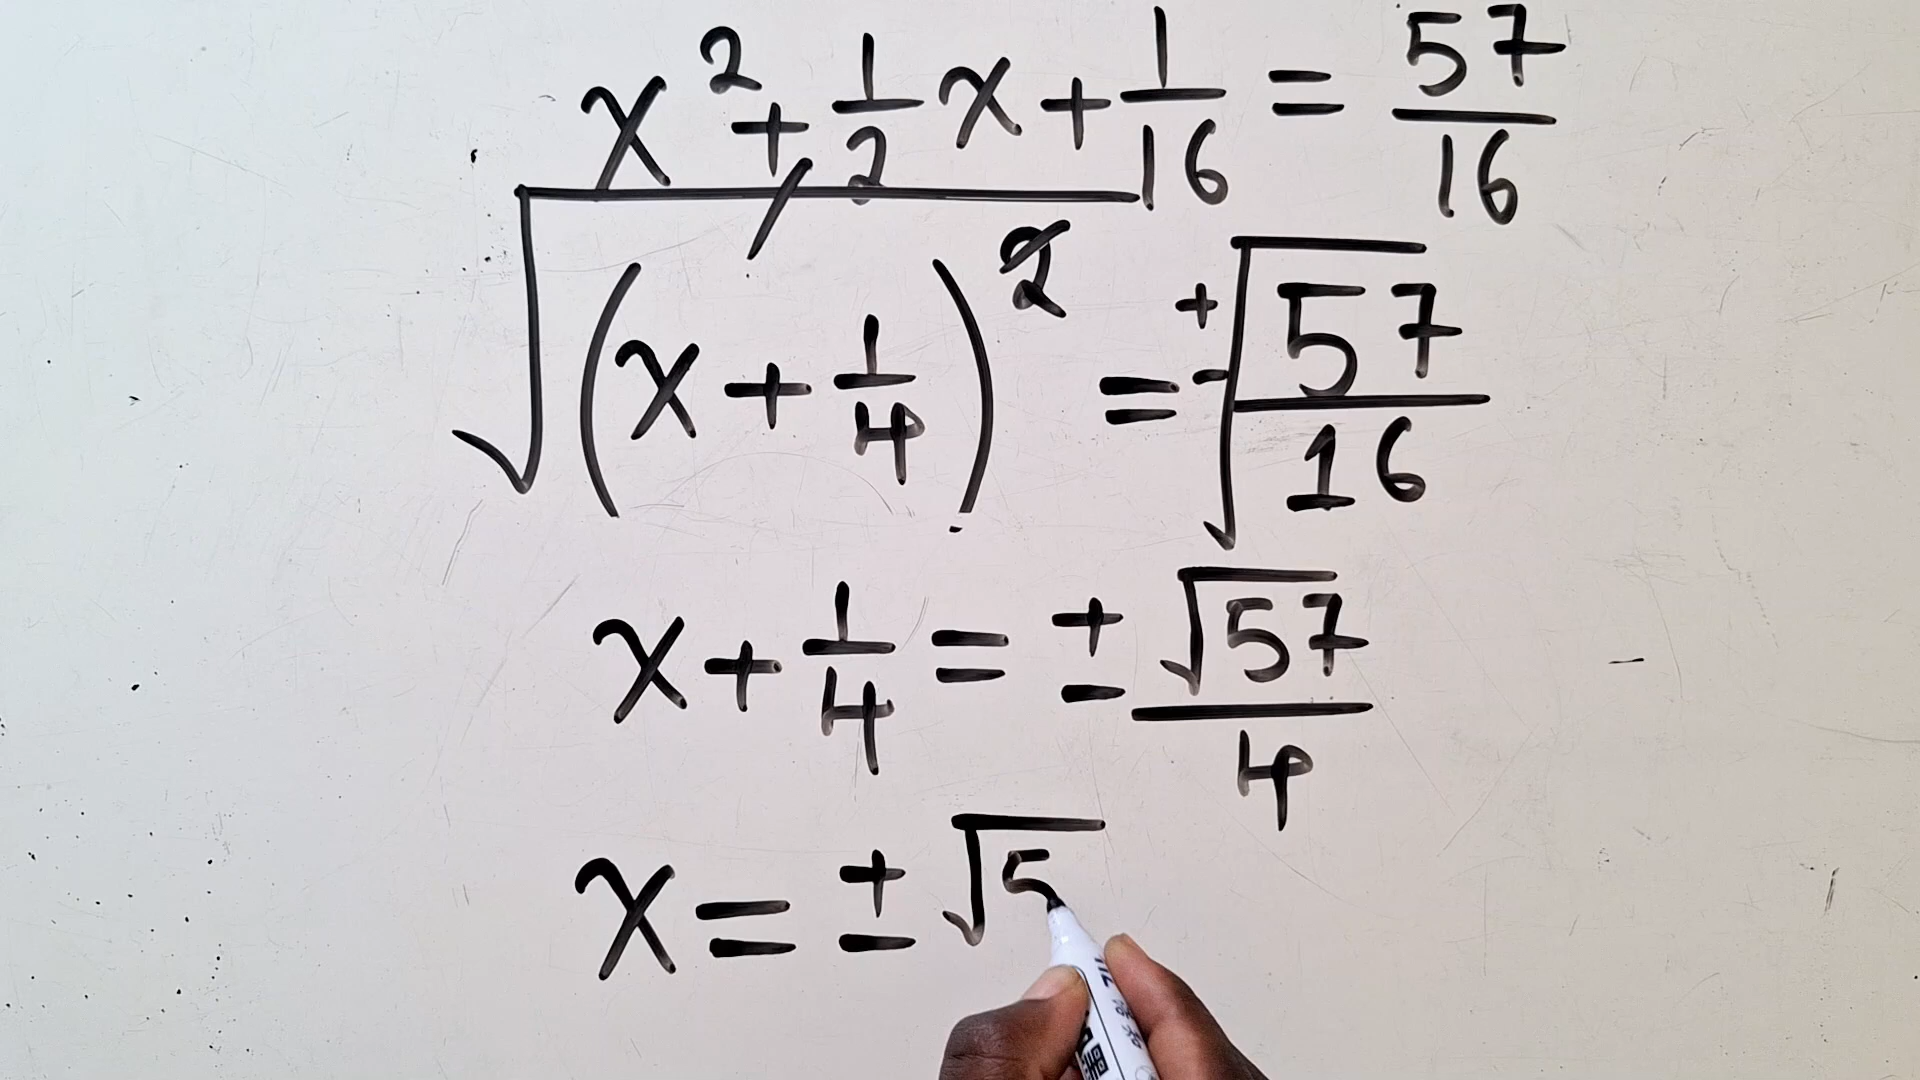 x² + 1/2 x + 1/16 = 57/16
√(x + 1/4)² = ±√57/16
x + 1/4 = ± √57/4
x = ± √5